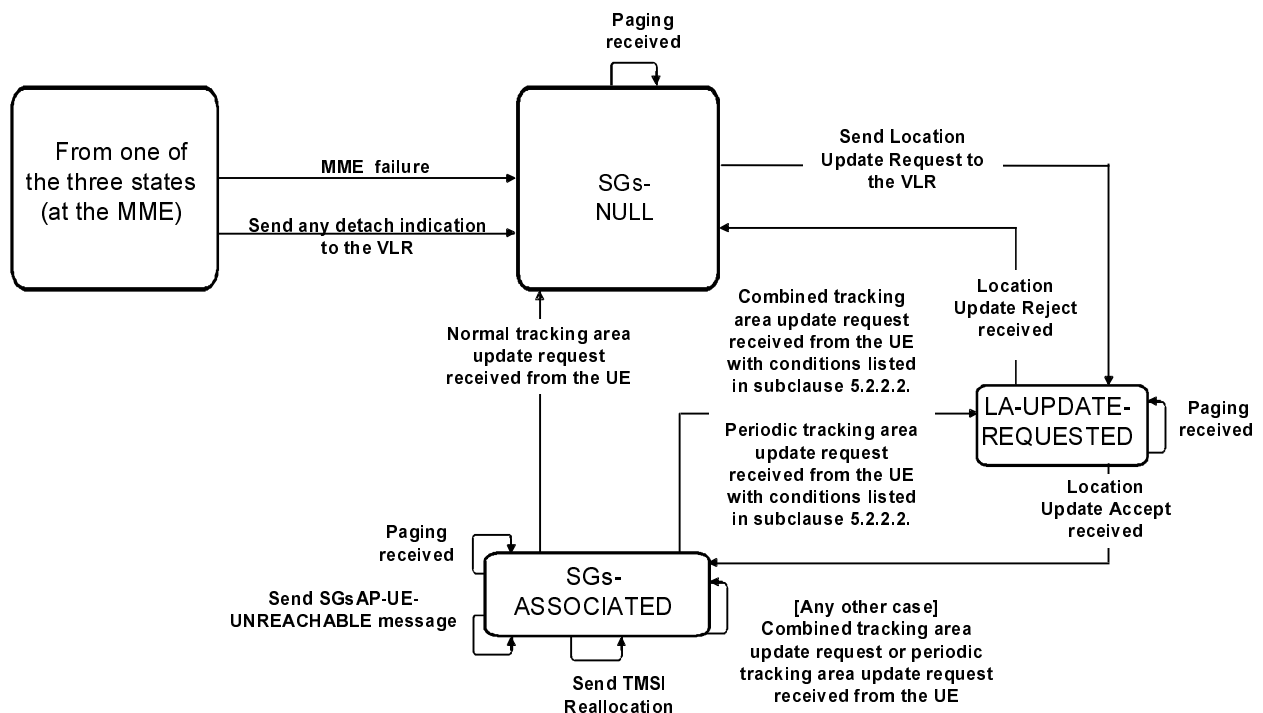 Paging
received
From one of
the three states
(at the MME)
MME failure
Send any detach indication
to the VLR
SGs-
NULL
Send Location
Update Request to
the VLR
Location
Update Reject
received
Normal tracking area
update request
received from the UE
Combined tracking
area update request
received from the UE
with conditions listed
in subclause 5.2.2.2.
Periodic tracking area
update request
received from the UE
with conditions listed
in subclause 5.2.2.2.
LA-UPDATE-
REQUESTED
Paging
received
Location
Update Accept
received
Paging
received
Send SGsAP-UE-
UNREACHABLE message
SGs-
ASSOCIATED
Send TMSI
Reallocation
[Any other case]
Combined tracking area
update request or periodic
tracking area update request
received from the UE